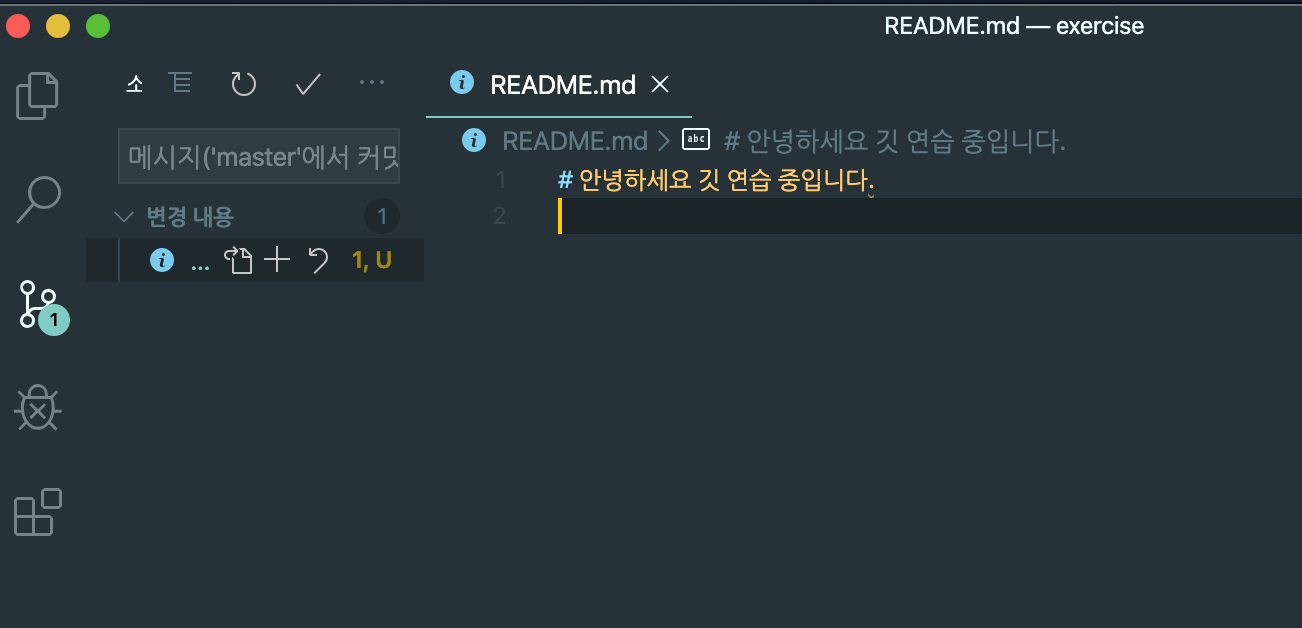 README.md — exercise
소
README.md
메시지('master'에서 커밋
README.md > # 안녕하세요 깃 연습 중입니다.
변경 내용 1
1 # 안녕하세요 깃 연습 중입니다.
2
... 1, U
1